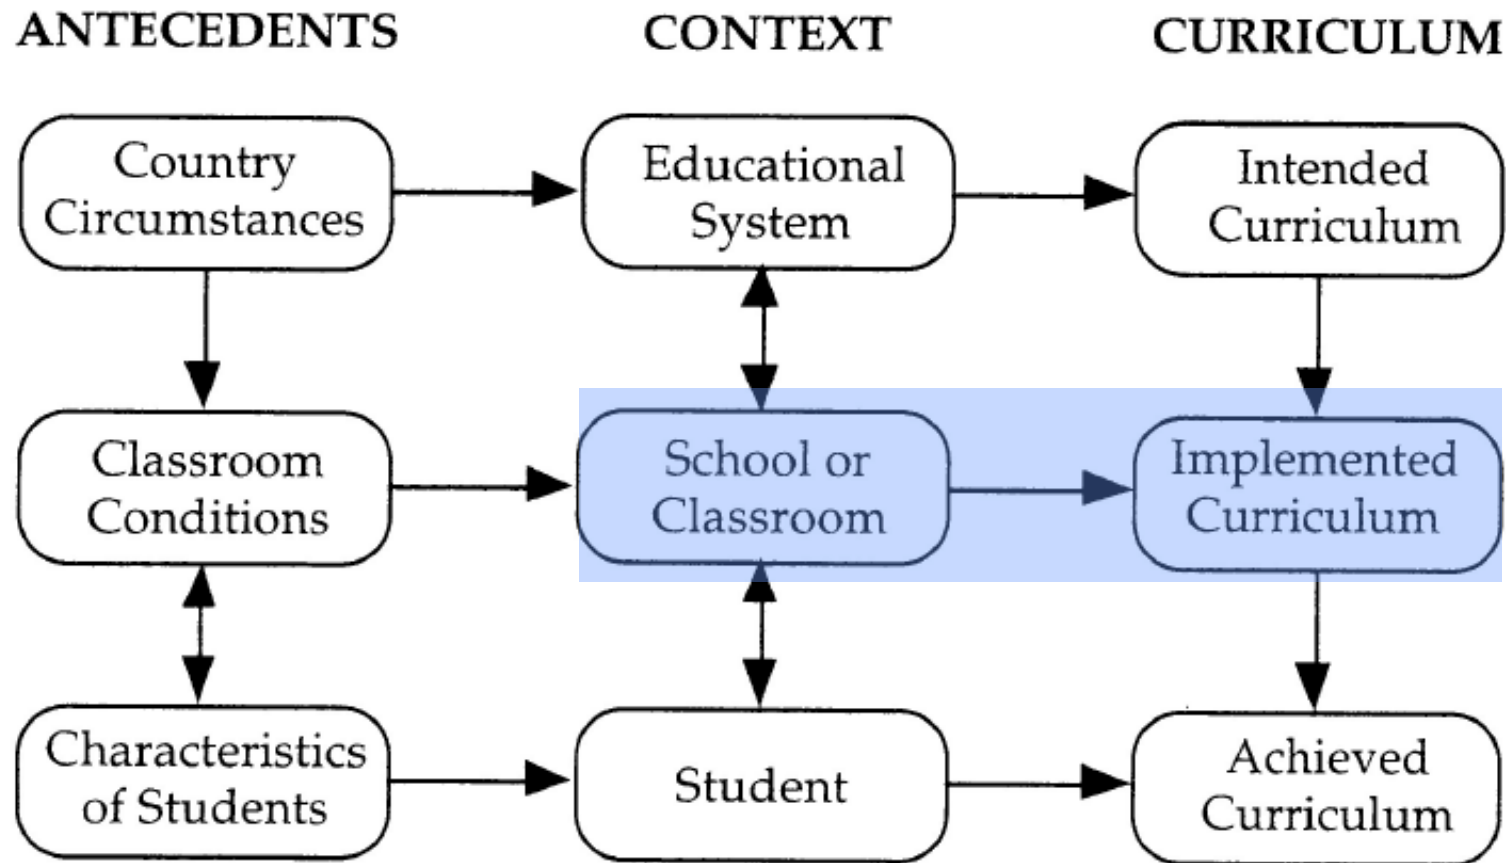 ANTECEDENTS
CONTEXT
CURRICULUM
Country
Circumstances
Educational
System
Intended
Curriculum
Classroom
Conditions
School or
Classroom
Implemented
Curriculum
Characteristics
of Students
Student
Achieved
Curriculum